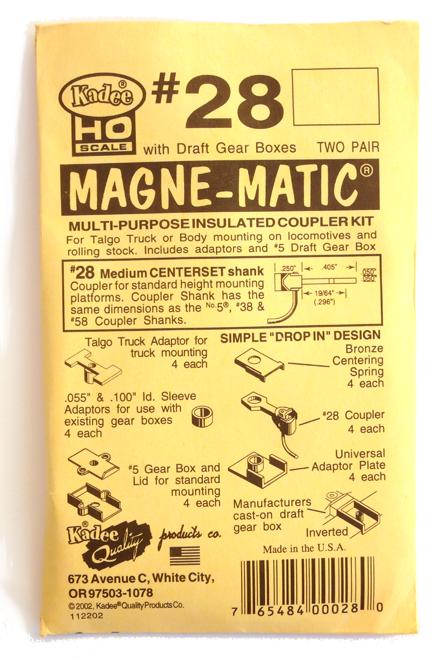 Kadee®
HO
SCALE
#28
with Draft Gear Boxes TWO PAIR
MAGNE-MATIC®
MULTI-PURPOSE INSULATED COUPLER KIT
For Talgo Truck or Body mounting on locomotives and
rolling stock. Includes adaptors and #5 Draft Gear Box
#28 Medium CENTERSET shank
Coupler for standard height mounting
platforms. Coupler Shank has the
same dimensions as the No.5®, #38 &
#58 Coupler Shanks.
.250"
.405"
.050"
19/64"
(.296")
Talgo Truck Adaptor for
truck mounting
4 each
.055" & .100" Id. Sleeve
Adaptors for use with
existing gear boxes
4 each
#5 Gear Box and
Lid for standard
mounting
4 each
SIMPLE "DROP IN" DESIGN
Bronze
Centering
Spring
4 each
#28 Coupler
4 each
Universal
Adaptor Plate
4 each
Manufacturers
cast-on draft
gear box
Inverted
Kadee®
Quality
products co.
Made in the U.S.A.
673 Avenue C, White City,
OR 97503-1078
©2002, Kadee® Quality Products Co.
112202
7 65484 00028 0